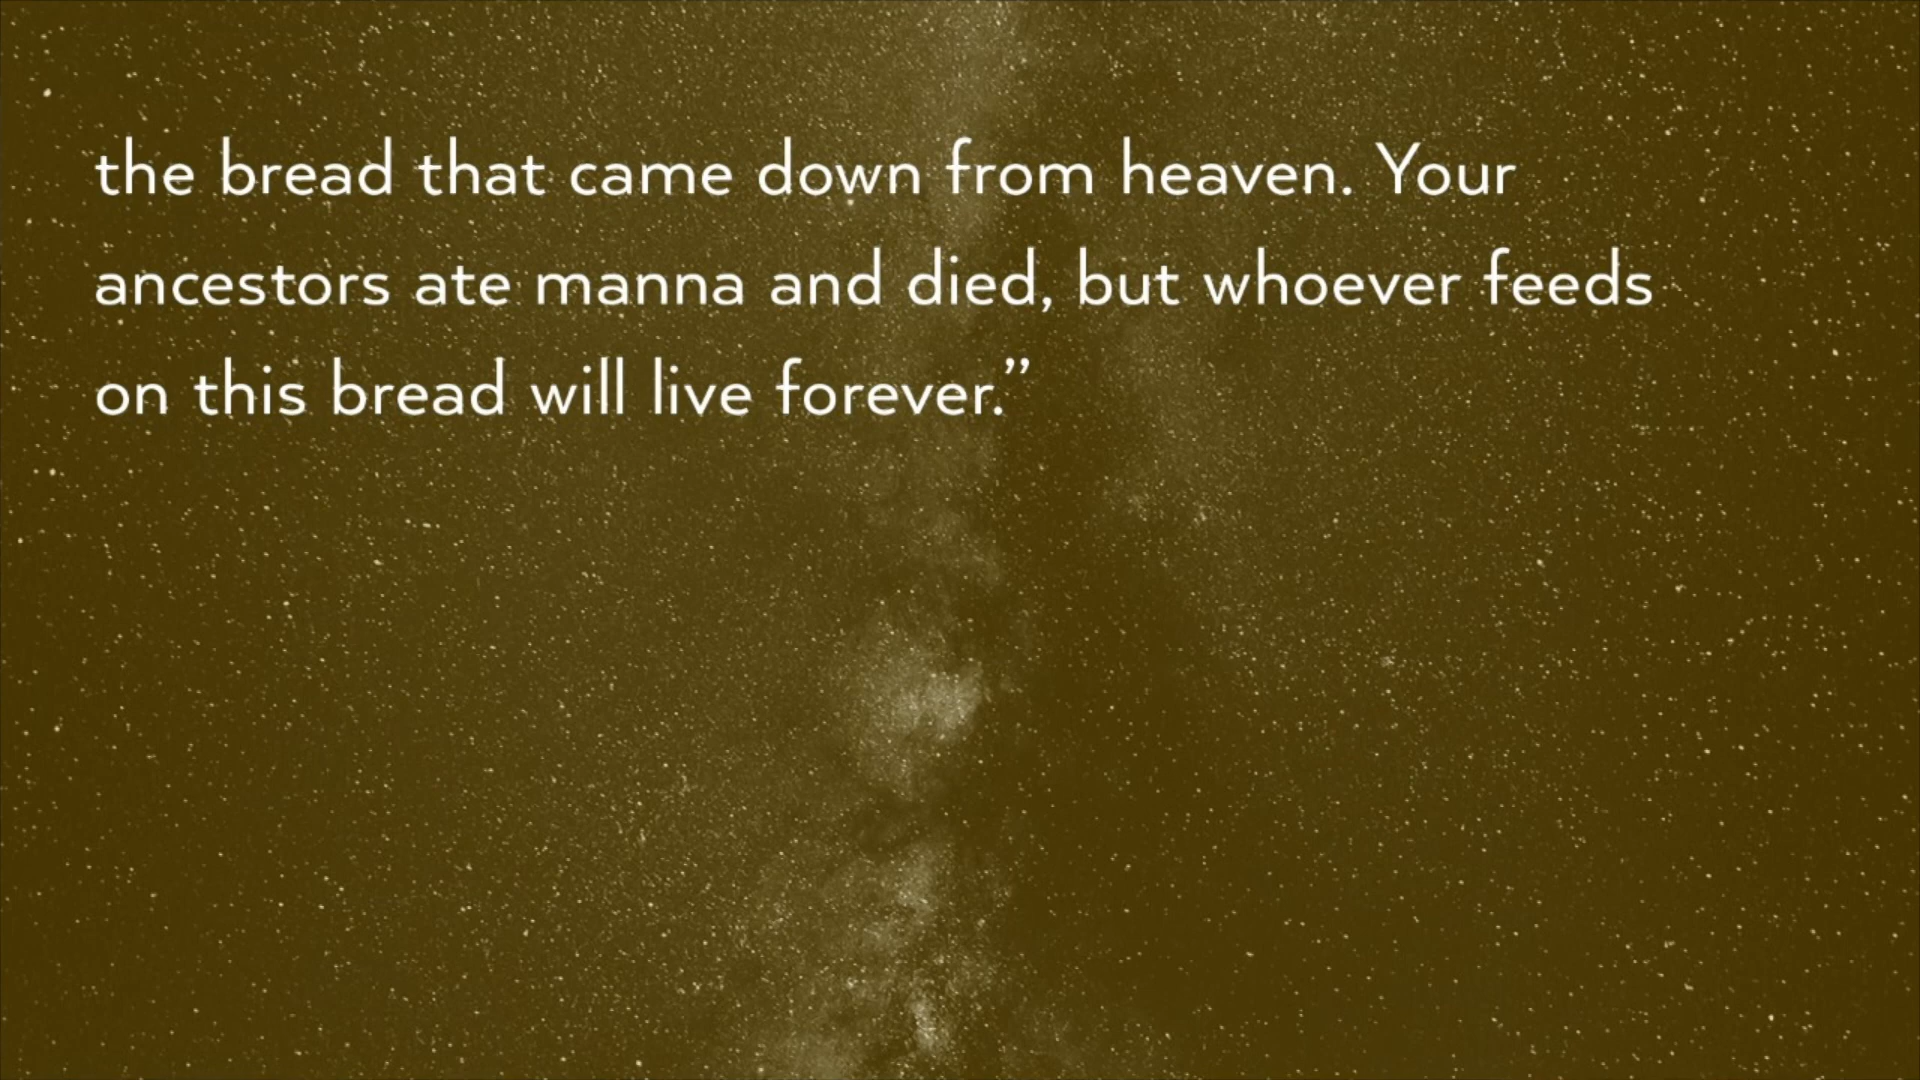 the bread that came down from heaven. Your
ancestors ate manna and died, but whoever feeds
on this bread will live forever.”